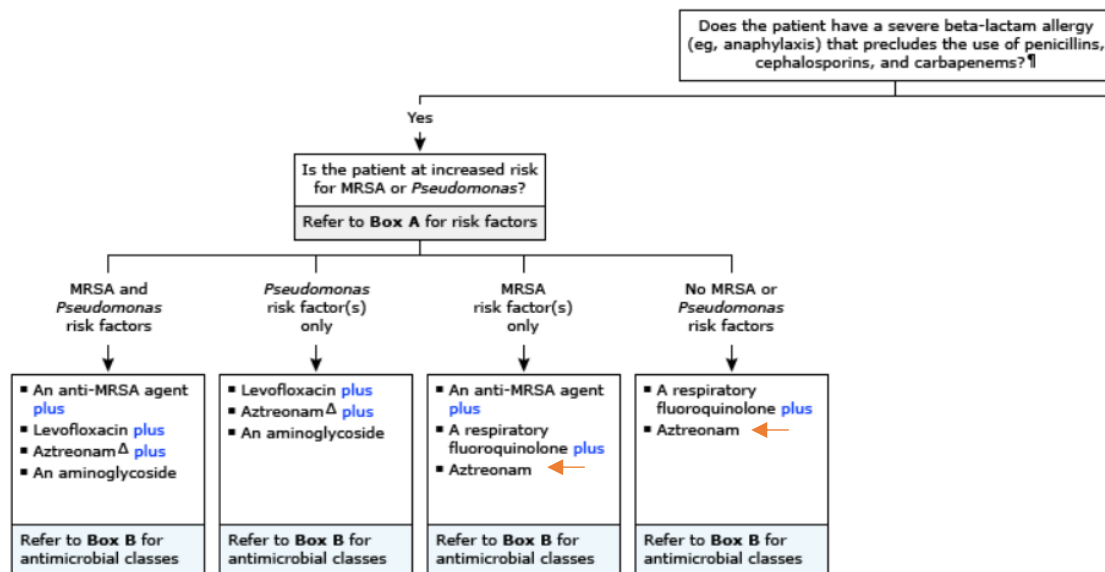 Does the patient have a severe beta-lactam allergy
(eg, anaphylaxis) that precludes the use of penicillins,
cephalosporins, and carbapenems?¶
Yes
Is the patient at increased risk
for MRSA or Pseudomonas?
Refer to Box A for risk factors
MRSA and
Pseudomonas
risk factors
Pseudomonas
risk factor(s)
only
MRSA
risk factor(s)
only
No MRSA or
Pseudomonas
risk factors
▪ An anti-MRSA agent
plus
▪ Levofloxacin plus
▪ AztreonamΔ plus
▪ An aminoglycoside
Refer to Box B for
antimicrobial classes
▪ Levofloxacin plus
▪ AztreonamΔ plus
▪ An aminoglycoside
Refer to Box B for
antimicrobial classes
▪ An anti-MRSA agent
plus
▪ A respiratory
fluoroquinolone plus
▪ Aztreonam
Refer to Box B for
antimicrobial classes
▪ A respiratory
fluoroquinolone plus
▪ Aztreonam
Refer to Box B for
antimicrobial classes